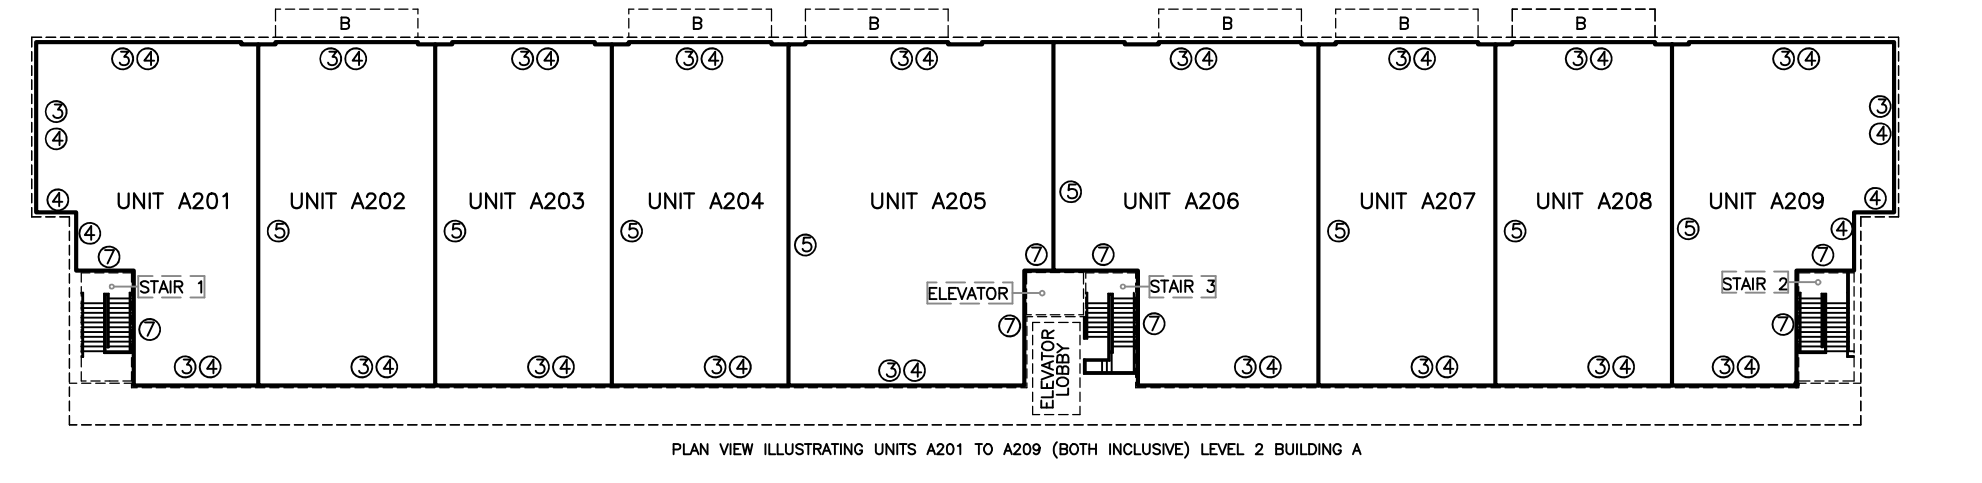 B B B B B B
③④ ③④ ③④ ③④ ③④ ③④ ③④ ③④ ③④
③ ③
④ ④
④ ⑤ ④
UNIT A201 UNIT A202 UNIT A203 UNIT A204 UNIT A205 UNIT A206 UNIT A207 UNIT A208 UNIT A209
④ ⑤ ⑤ ⑤ ⑤ ⑤ ⑤ ⑤ ④
⑦ ⑦ ⑦ ⑦
STAIR 1 ELEVATOR STAIR 3 STAIR 2
⑦ ⑦ ⑦ ⑦
ELEVATOR
LOBBY
③④ ③④ ③④ ③④ ③④ ③④ ③④ ③④ ③④
PLAN VIEW ILLUSTRATING UNITS A201 TO A209 (BOTH INCLUSIVE) LEVEL 2 BUILDING A